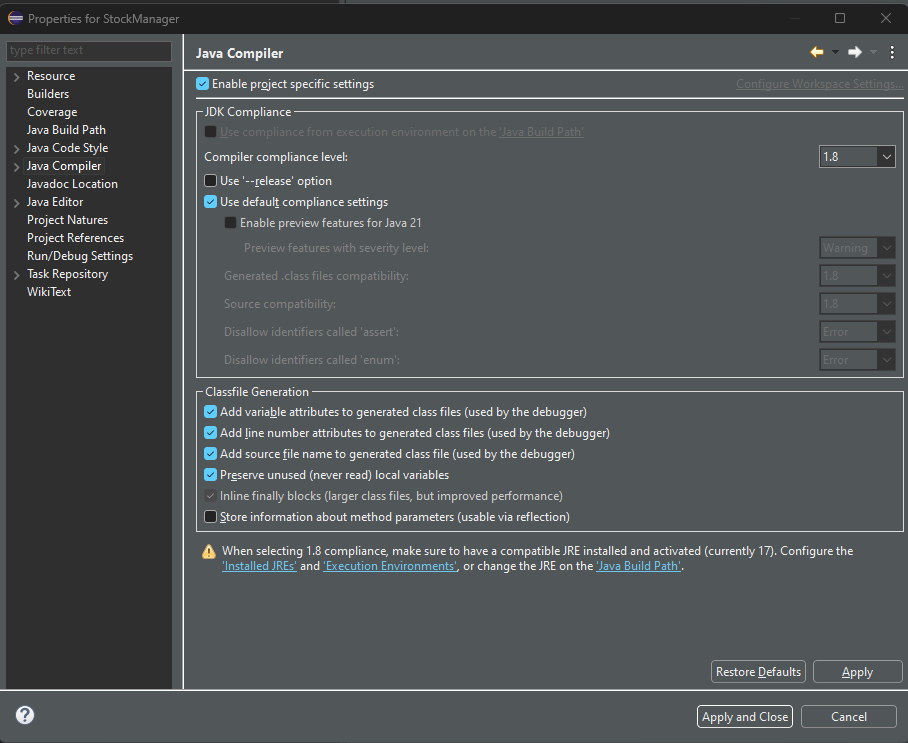 Properties for StockManager
type filter text
Resource
Builders
Coverage
Java Build Path
Java Code Style
Java Compiler
Javadoc Location
Java Editor
Project Natures
Project References
Run/Debug Settings
Task Repository
WikiText
Java Compiler
Enable project specific settings
Configure Workspace Settings...
JDK Compliance
Use compliance from execution environment on the 'Java Build Path'
Compiler compliance level: 1.8
Use '--release' option
Use default compliance settings
Enable preview features for Java 21
Preview features with severity level: Warning
Generated .class files compatibility: 1.8
Source compatibility: 1.8
Disallow identifiers called 'assert': Error
Disallow identifiers called 'enum': Error
Classfile Generation
Add variable attributes to generated class files (used by the debugger)
Add line number attributes to generated class files (used by the debugger)
Add source file name to generated class file (used by the debugger)
Preserve unused (never read) local variables
Inline finally blocks (larger class files, but improved performance)
Store information about method parameters (usable via reflection)
When selecting 1.8 compliance, make sure to have a compatible JRE installed and activated (currently 17). Configure the
'Installed JREs' and 'Execution Environments', or change the JRE on the 'Java Build Path'.
Restore Defaults Apply
Apply and Close Cancel